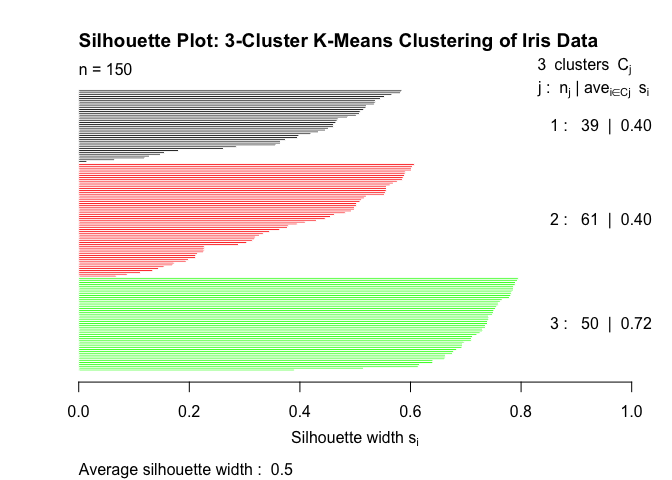 Silhouette Plot: 3-Cluster K-Means Clustering of Iris Data
n = 150
3 clusters Cj
j : nj | avei∈Cj si
1 : 39 | 0.40
2 : 61 | 0.40
3 : 50 | 0.72
0.0 0.2 0.4 0.6 0.8 1.0
Silhouette width si
Average silhouette width : 0.5